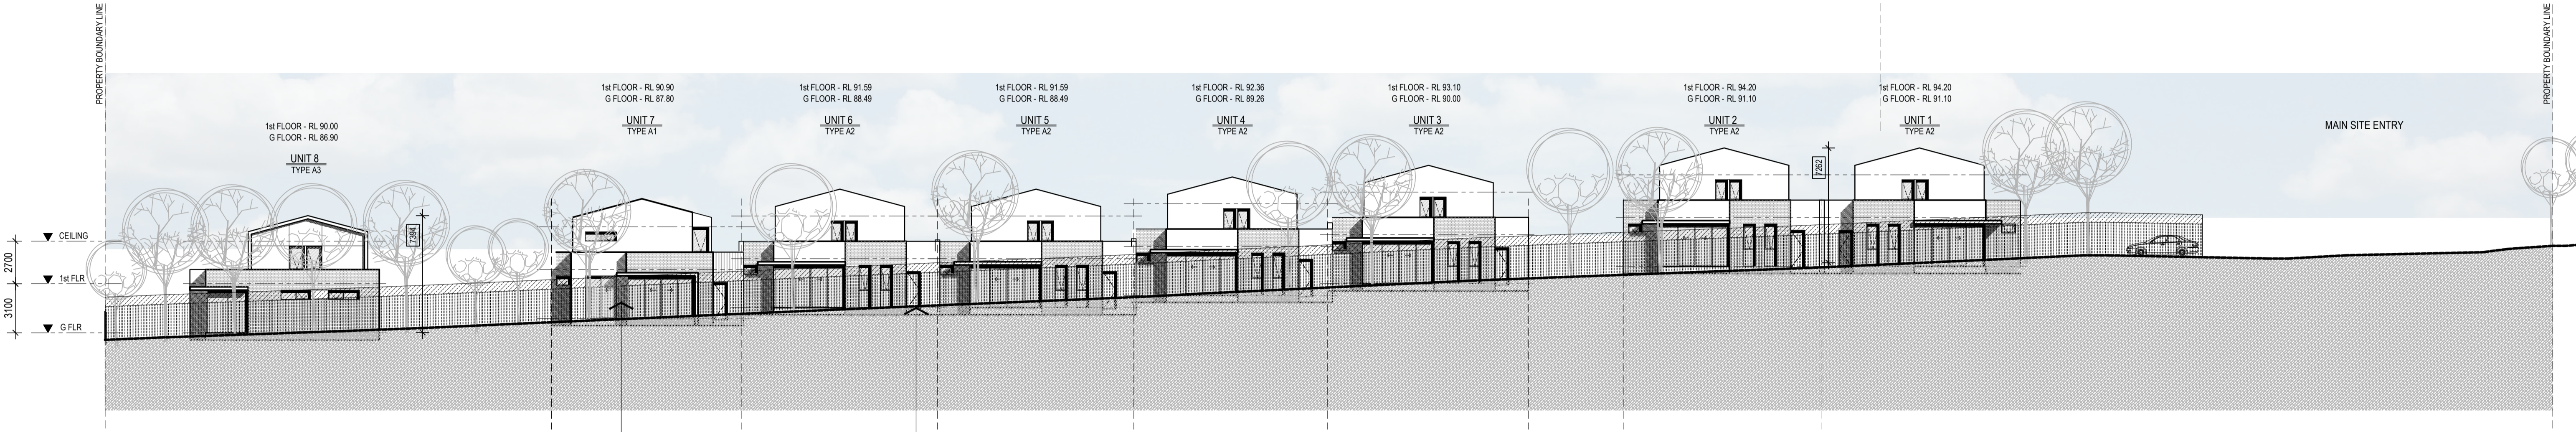 PROPERTY BOUNDARY LINE
1st FLOOR - RL 90.00
G FLOOR - RL 86.90
UNIT 8
TYPE A3
1st FLOOR - RL 90.90
G FLOOR - RL 87.80
UNIT 7
TYPE A1
1st FLOOR - RL 91.59
G FLOOR - RL 88.49
UNIT 6
TYPE A2
1st FLOOR - RL 91.59
G FLOOR - RL 88.49
UNIT 5
TYPE A2
1st FLOOR - RL 92.36
G FLOOR - RL 89.26
UNIT 4
TYPE A2
1st FLOOR - RL 93.10
G FLOOR - RL 90.00
UNIT 3
TYPE A2
1st FLOOR - RL 94.20
G FLOOR - RL 91.10
UNIT 2
TYPE A2
1st FLOOR - RL 94.20
G FLOOR - RL 91.10
UNIT 1
TYPE A2
MAIN SITE ENTRY
PROPERTY BOUNDARY LINE
7394
7262
CEILING
2700
1st FLR
3100
G FLR